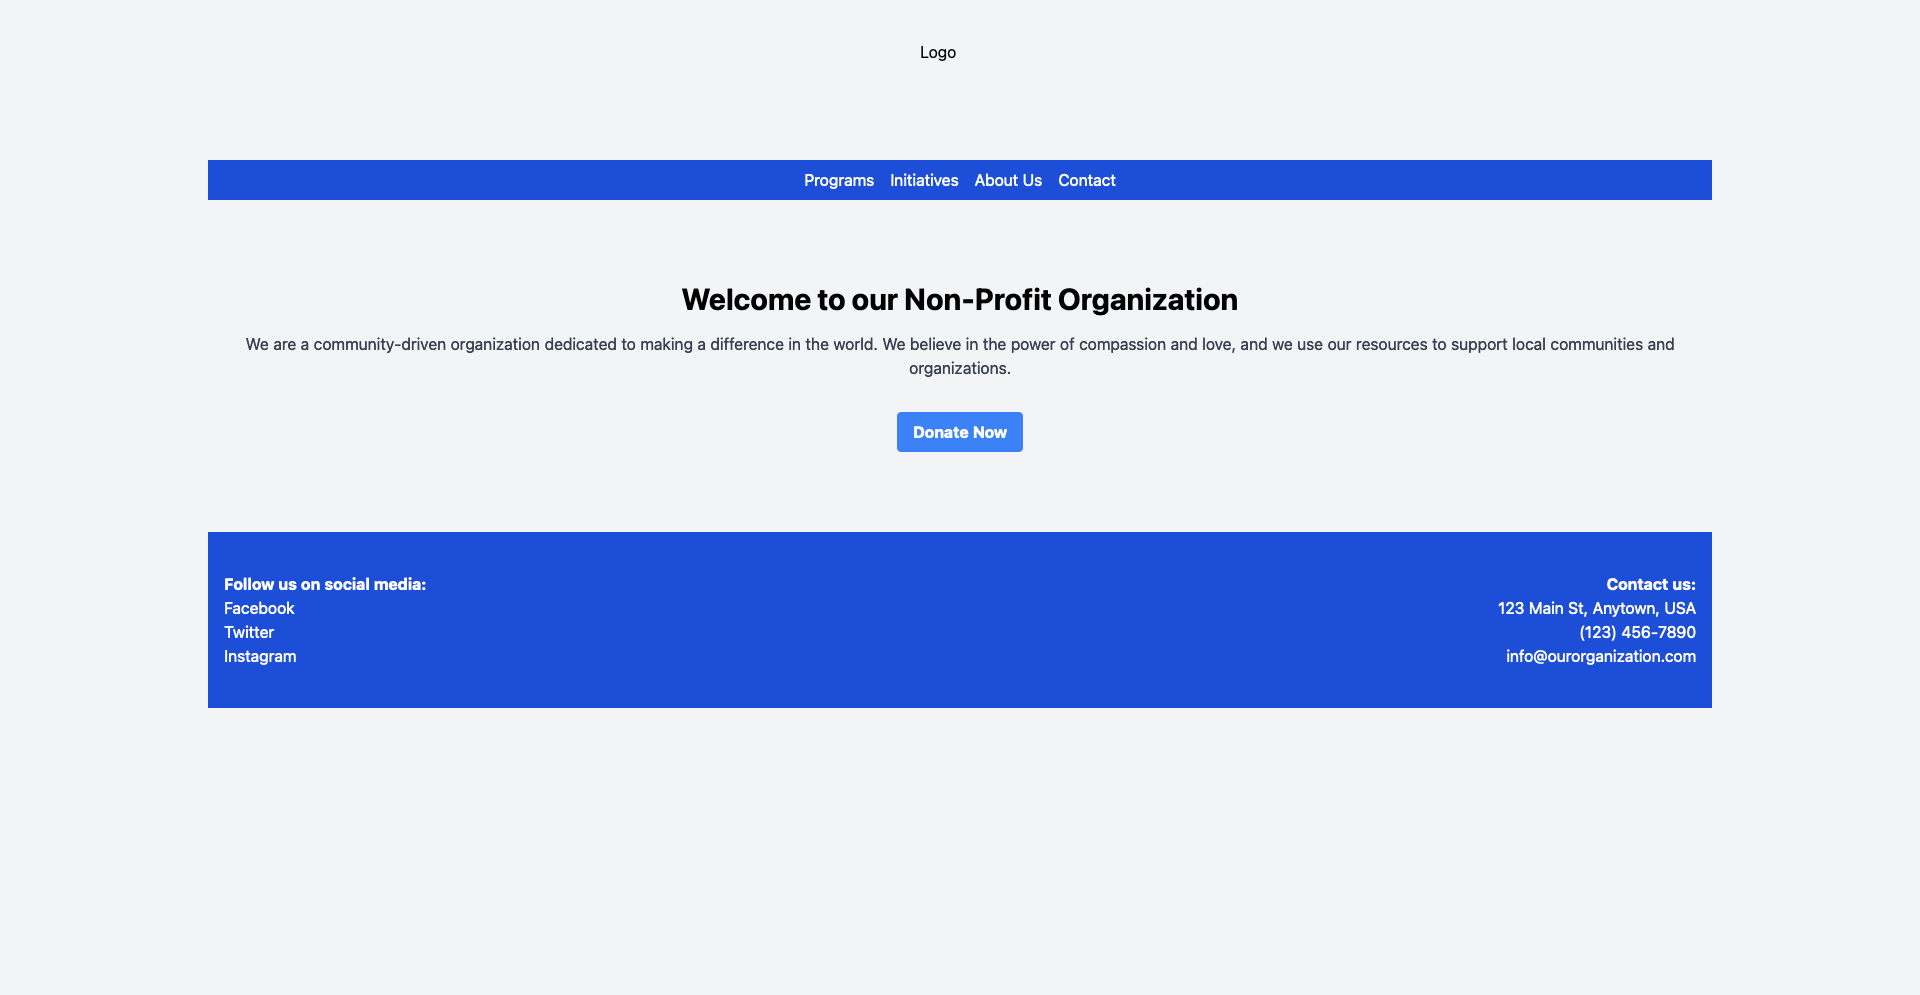 Logo
Programs Initiatives About Us Contact
Welcome to our Non-Profit Organization
We are a community-driven organization dedicated to making a difference in the world. We believe in the power of compassion and love, and we use our resources to support local communities and
organizations.
Donate Now
Follow us on social media:
Facebook
Twitter
Instagram
Contact us:
123 Main St, Anytown, USA
(123) 456-7890
info@ourorganization.com